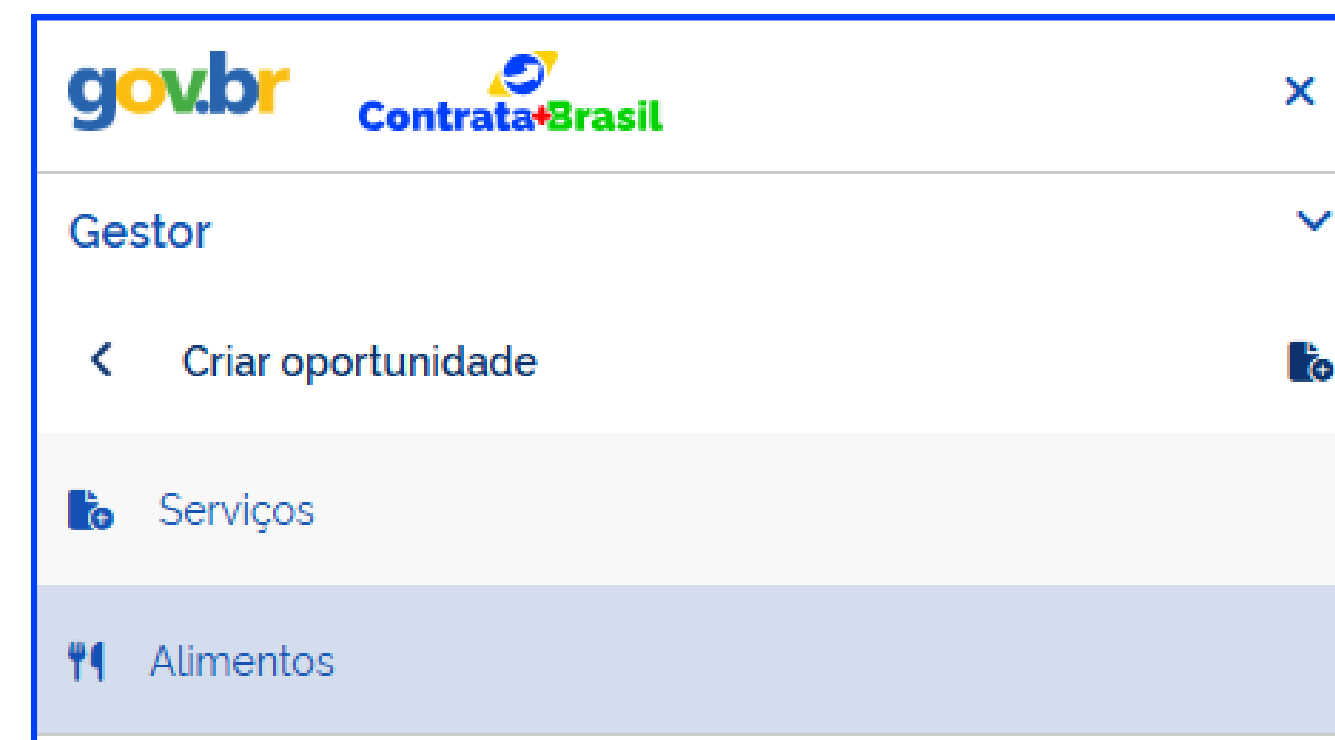 gov.br
Contrata+Brasil
Gestor
Criar oportunidade
Serviços
Alimentos